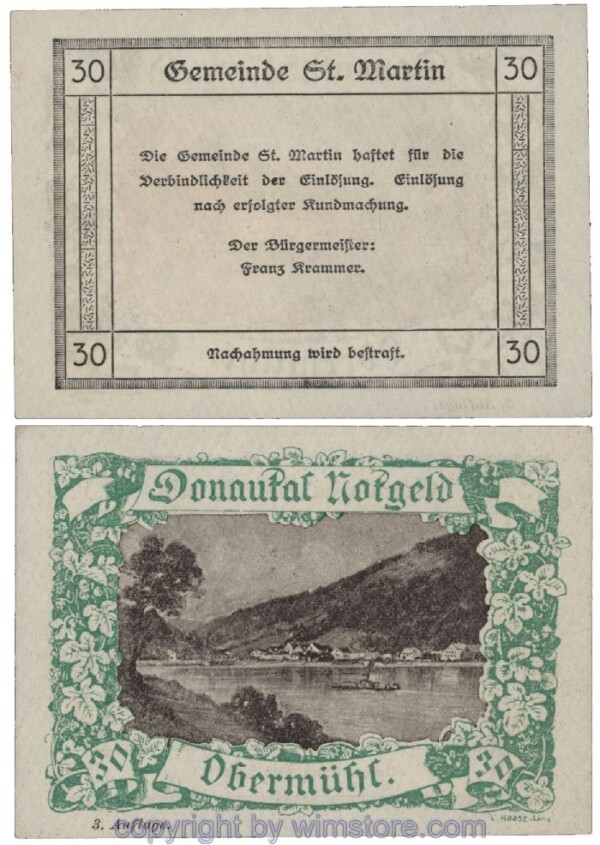 30 Gemeinde St. Martin 30
Die Gemeinde St. Martin haftet für die
Verbindlichkeit der Einlösung. Einlösung
nach erfolgter Kundmachung.
Der Bürgermeister:
Franz Krammer.
30 Nachahmung wird bestraft. 30
Donautal Notgeld
30 Obermühl. 30
3. Auflage.
copyright by wimstore.com